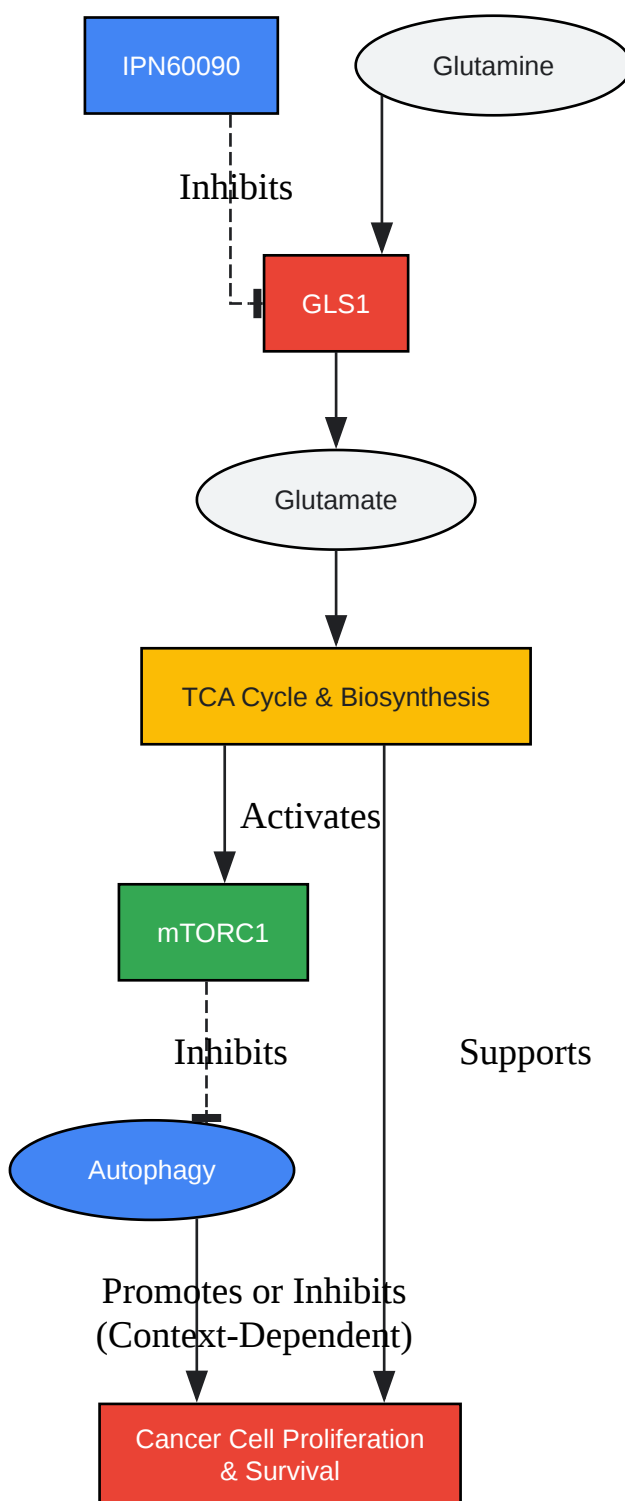 IPN60090
Glutamine
Inhibits
GLS1
Glutamate
TCA Cycle & Biosynthesis
Activates
mTORC1
Inhibits
Supports
Autophagy
Promotes or Inhibits
(Context-Dependent)
Cancer Cell Proliferation
& Survival